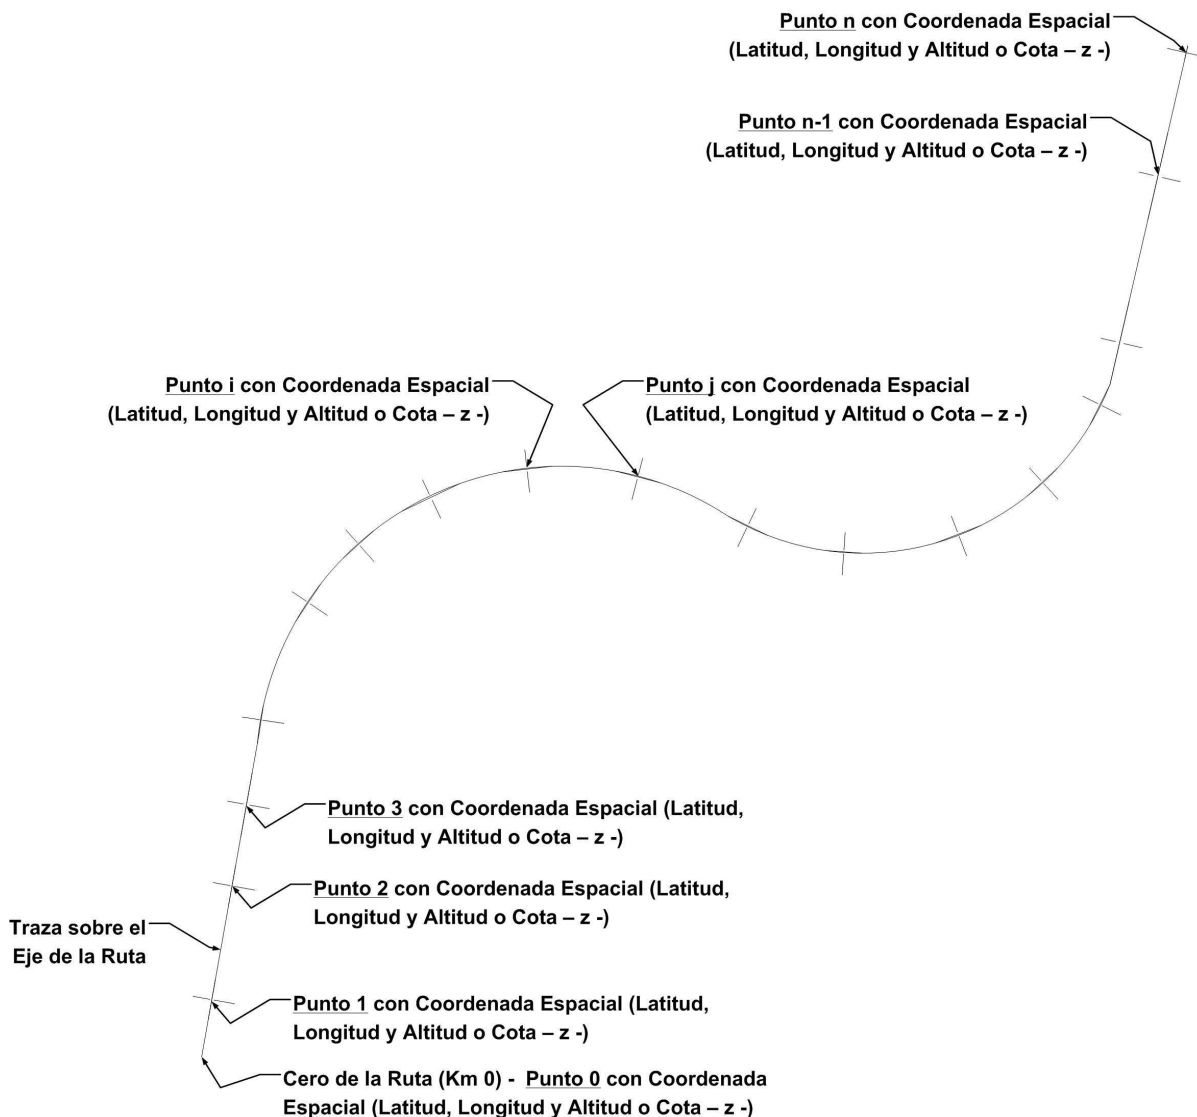 Punto n con Coordenada Espacial
(Latitud, Longitud y Altitud o Cota – z -)
Punto n-1 con Coordenada Espacial
(Latitud, Longitud y Altitud o Cota – z -)
Punto i con Coordenada Espacial
(Latitud, Longitud y Altitud o Cota – z -)
Punto j con Coordenada Espacial
(Latitud, Longitud y Altitud o Cota – z -)
Punto 3 con Coordenada Espacial (Latitud,
Longitud y Altitud o Cota – z -)
Punto 2 con Coordenada Espacial (Latitud,
Longitud y Altitud o Cota – z -)
Traza sobre el
Eje de la Ruta
Punto 1 con Coordenada Espacial (Latitud,
Longitud y Altitud o Cota – z -)
Cero de la Ruta (Km 0) - Punto 0 con Coordenada
Espacial (Latitud, Longitud y Altitud o Cota – z -)